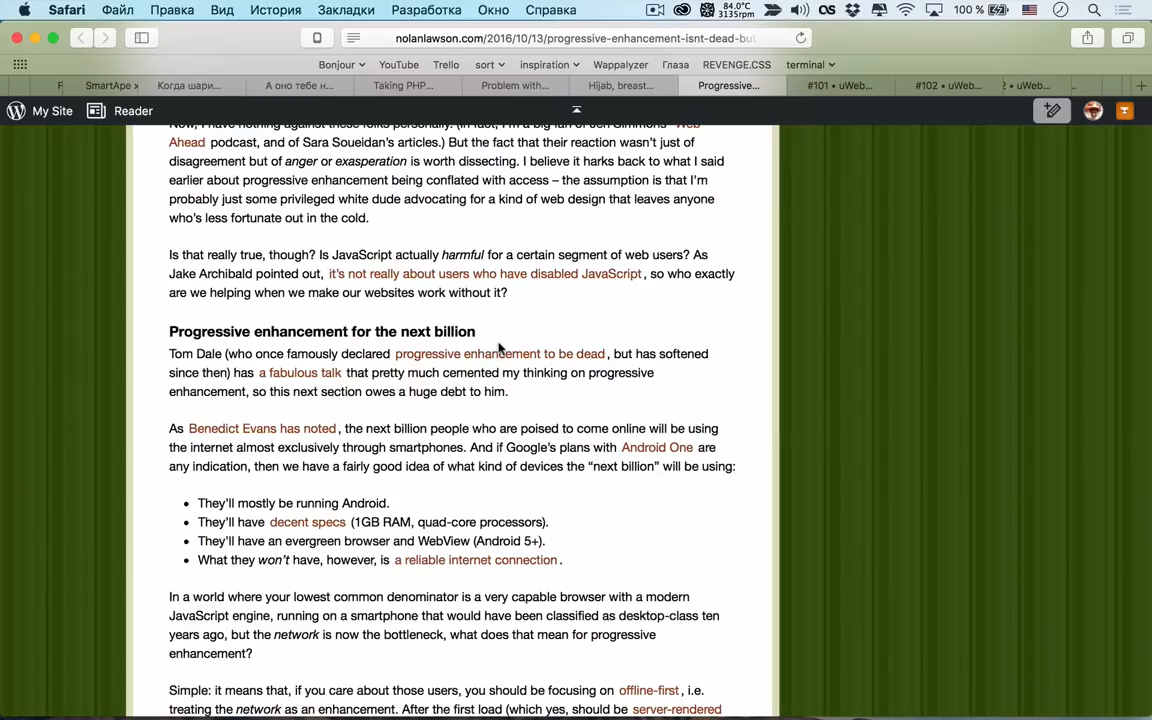 Safari Файл Правка Вид История Закладки Разработка Окно Справка 84.0°C 3135rpm 100 %
nolanlawson.com/2016/10/13/progressive-enhancement-isnt-dead-but
Bonjour YouTube Trello sort inspiration Wappalyzer Глаза REVENGE.CSS terminal
F SmartApe Когда шари... А оно тебе н... Taking PHP... Problem with... Hijab, breast... Progressive... #101 • uWeb... #102 • uWeb... 2 • uWeb...
My Site Reader
Now, I have nothing against these folks personally. (In fact, I'm a big fan of Jen Simmons' Web
Ahead podcast, and of Sara Soueidan's articles.) But the fact that their reaction wasn't just of
disagreement but of anger or exasperation is worth dissecting. I believe it harks back to what I said
earlier about progressive enhancement being conflated with access – the assumption is that I'm
probably just some privileged white dude advocating for a kind of web design that leaves anyone
who's less fortunate out in the cold.
Is that really true, though? Is JavaScript actually harmful for a certain segment of web users? As
Jake Archibald pointed out, it's not really about users who have disabled JavaScript, so who exactly
are we helping when we make our websites work without it?
Progressive enhancement for the next billion
Tom Dale (who once famously declared progressive enhancement to be dead, but has softened
since then) has a fabulous talk that pretty much cemented my thinking on progressive
enhancement, so this next section owes a huge debt to him.
As Benedict Evans has noted, the next billion people who are poised to come online will be using
the internet almost exclusively through smartphones. And if Google's plans with Android One are
any indication, then we have a fairly good idea of what kind of devices the “next billion” will be using:
• They'll mostly be running Android.
• They'll have decent specs (1GB RAM, quad-core processors).
• They'll have an evergreen browser and WebView (Android 5+).
• What they won't have, however, is a reliable internet connection.
In a world where your lowest common denominator is a very capable browser with a modern
JavaScript engine, running on a smartphone that would have been classified as desktop-class ten
years ago, but the network is now the bottleneck, what does that mean for progressive
enhancement?
Simple: it means that, if you care about those users, you should be focusing on offline-first, i.e.
treating the network as an enhancement. After the first load (which yes, should be server-rendered